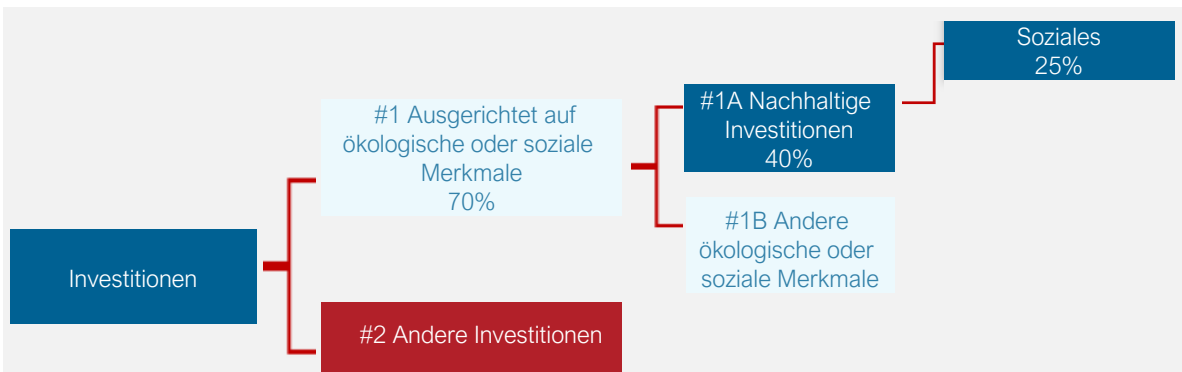 Soziales
25%
#1A Nachhaltige
Investitionen
40%
#1 Ausgerichtet auf
ökologische oder soziale
Merkmale
70%
#1B Andere
ökologische oder
soziale Merkmale
Investitionen
#2 Andere Investitionen